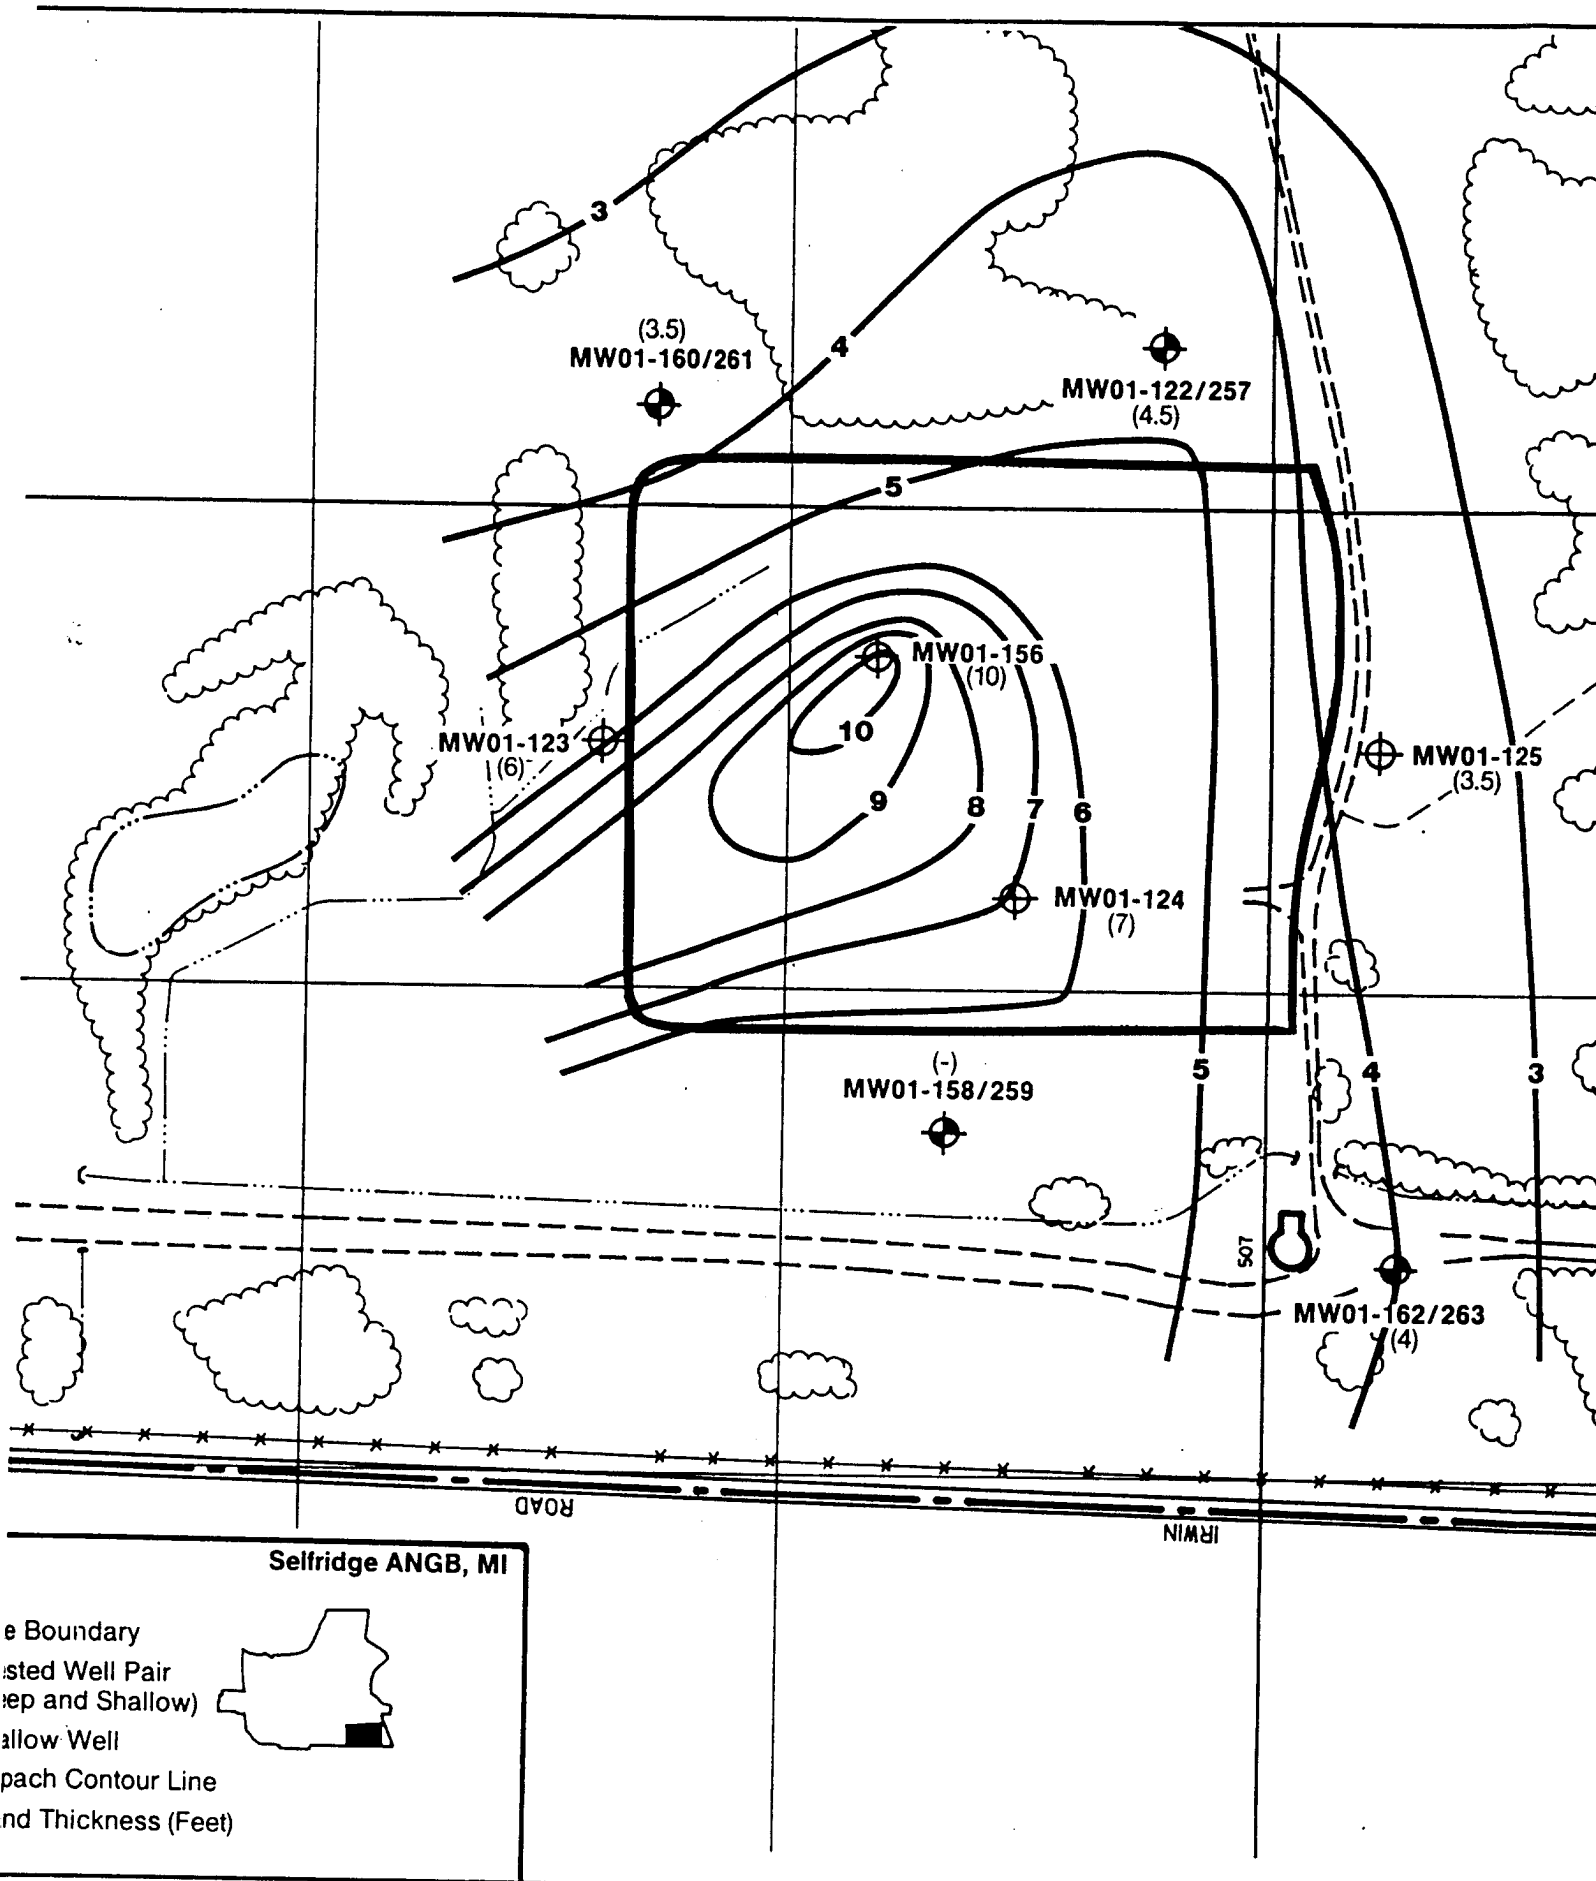 3
(3.5)
MW01-160/261
4
MW01-122/257
(4.5)
5
MW01-156
(10)
10
MW01-123
(6)
MW01-125
(3.5)
9
8
7
6
MW01-124
(7)
(-)
MW01-158/259
5
4
3
507
MW01-162/263
(4)
ROAD
IRWIN
Selfridge ANGB, MI
e Boundary
sted Well Pair
eep and Shallow)
allow Well
pach Contour Line
nd Thickness (Feet)